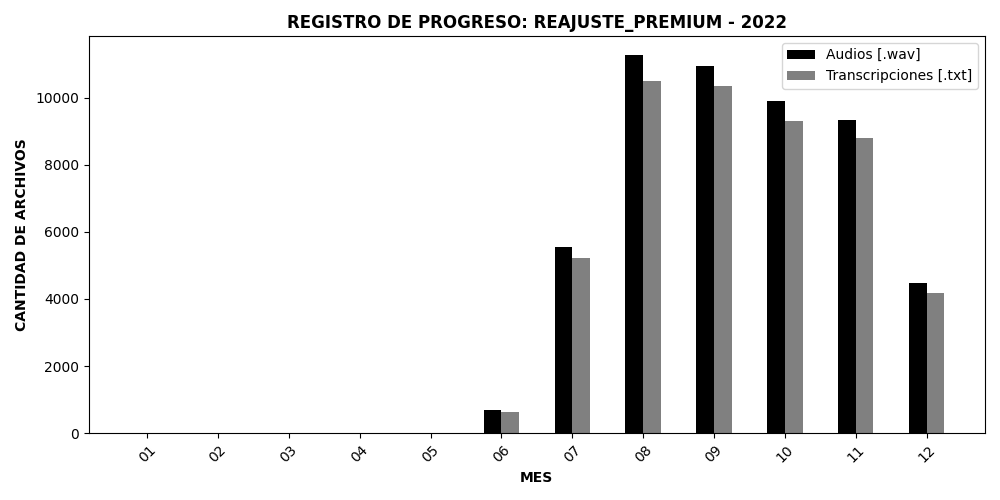 REGISTRO DE PROGRESO: REAJUSTE_PREMIUM - 2022
Audios [.wav]
Transcripciones [.txt]
CANTIDAD DE ARCHIVOS
10000
8000
6000
4000
2000
0
01 02 03 04 05 06 07 08 09 10 11 12
MES